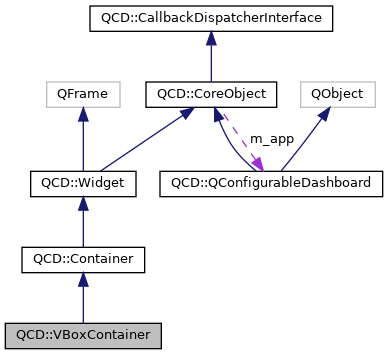 QCD::CallbackDispatcherInterface
QFrame
QCD::CoreObject
QObject
m_app
QCD::Widget
QCD::QConfigurableDashboard
QCD::Container
QCD::VBoxContainer